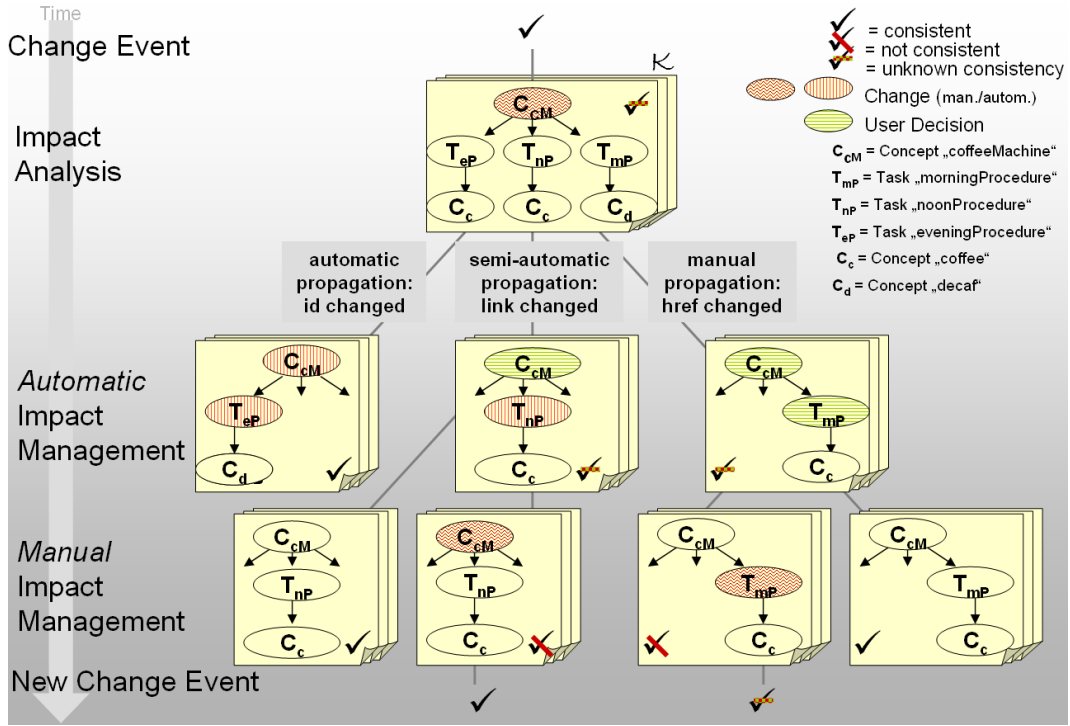 Time
Change Event
Impact
Analysis
Automatic
Impact
Management
Manual
Impact
Management
New Change Event
K
= consistent
= not consistent
= unknown consistency
Change (man./autom.)
User Decision
CcM = Concept „coffeeMachine“
TmP = Task „morningProcedure“
TnP = Task „noonProcedure“
TeP = Task „eveningProcedure“
Cc = Concept „coffee“
Cd = Concept „decaf“
CcM
TeP TnP TmP
Cc Cc Cd
automatic
propagation:
id changed
semi-automatic
propagation:
link changed
manual
propagation:
href changed
CcM
TeP
Cd
CcM
TnP
Cc
CcM
TmP
Cc
CcM
TnP
Cc
CcM
TnP
Cc
CcM
TmP
Cc
CcM
TmP
Cc